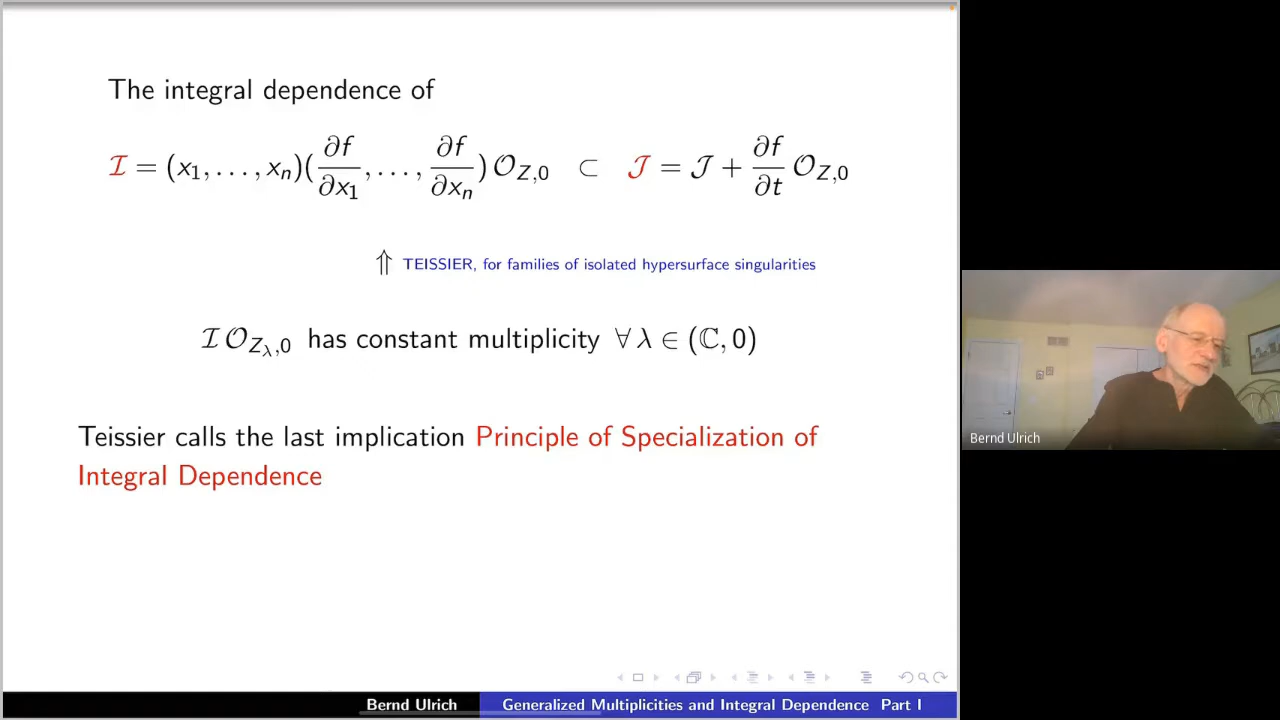 The integral dependence of
ℐ = (x₁, . . . , xₙ)(∂f/∂x₁, . . . , ∂f/∂xₙ) 𝒪_{Z,0} ⊂ 𝒥 = 𝒥 + ∂f/∂t 𝒪_{Z,0}
⇑ TEISSIER, for families of isolated hypersurface singularities
ℐ 𝒪_{Z_λ,0} has constant multiplicity ∀ λ ∈ (ℂ, 0)
Teissier calls the last implication Principle of Specialization of
Integral Dependence
Bernd Ulrich
Bernd Ulrich Generalized Multiplicities and Integral Dependence Part I